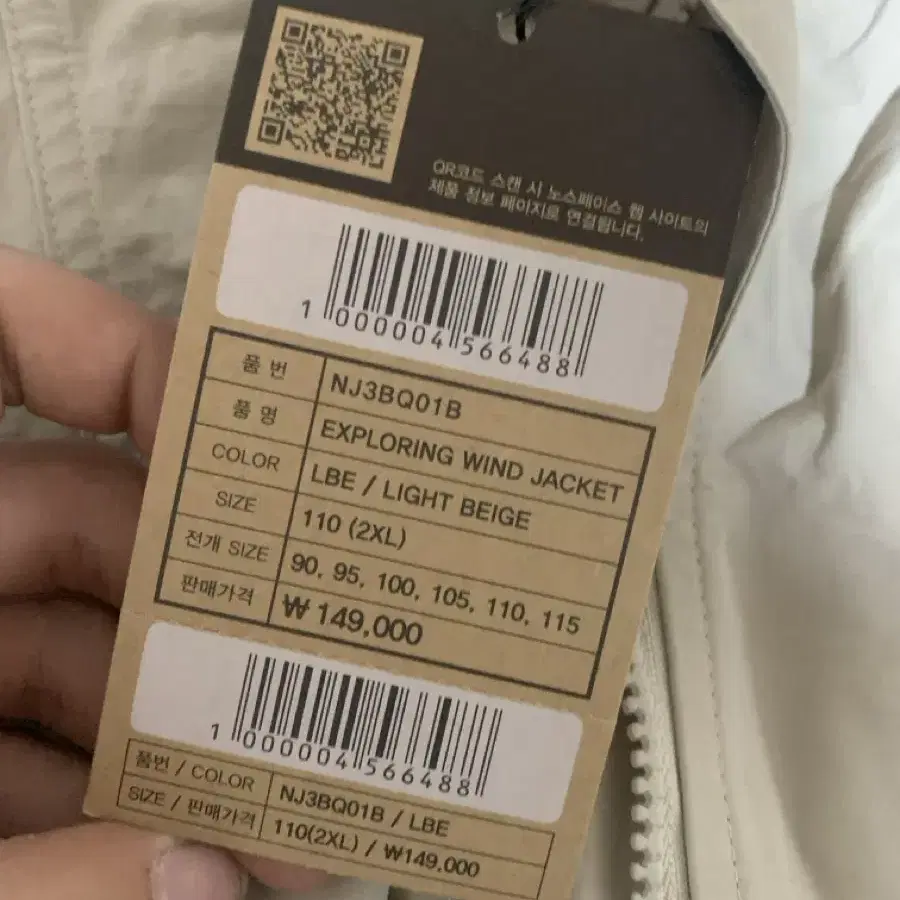 QR코드 스캔 시 노스페이스 웹 사이트의
제품 정보 페이지로 연결됩니다.
1 000004 566488
품 번 NJ3BQ01B
품 명 EXPLORING WIND JACKET
COLOR LBE / LIGHT BEIGE
SIZE 110 (2XL)
전개 SIZE 90, 95, 100, 105, 110, 115
판매가격 ₩ 149,000
1 000004 566488
품번 / COLOR NJ3BQ01B / LBE
SIZE / 판매가격 110(2XL) / ₩149,000